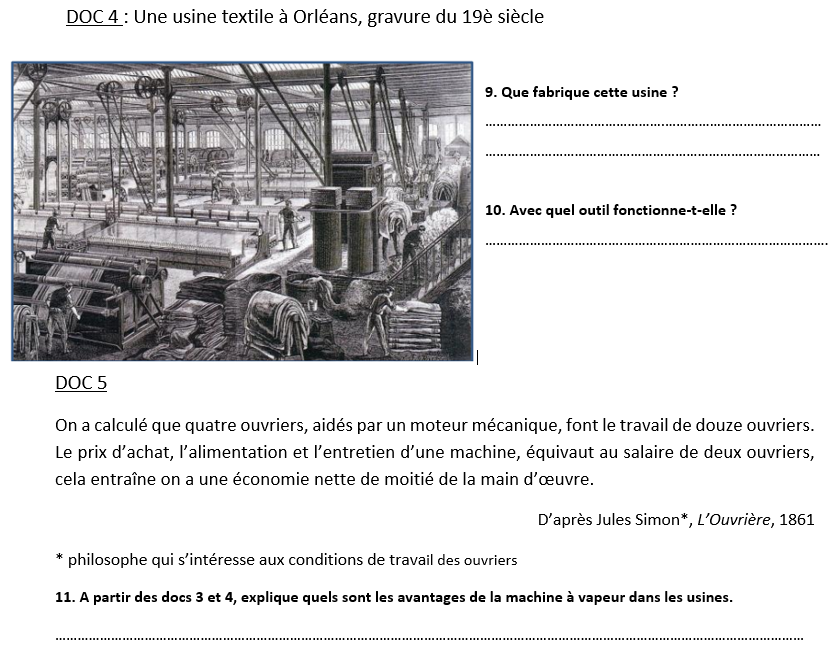 DOC 4 : Une usine textile à Orléans, gravure du 19è siècle
9. Que fabrique cette usine ?
……………………………………………………………………………
……………………………………………………………………………
10. Avec quel outil fonctionne-t-elle ?
……………………………………………………………………………
DOC 5
On a calculé que quatre ouvriers, aidés par un moteur mécanique, font le travail de douze ouvriers.
Le prix d’achat, l’alimentation et l’entretien d’une machine, équivaut au salaire de deux ouvriers,
cela entraîne on a une économie nette de moitié de la main d’œuvre.
D’après Jules Simon*, L’Ouvrière, 1861
* philosophe qui s’intéresse aux conditions de travail des ouvriers
11. A partir des docs 3 et 4, explique quels sont les avantages de la machine à vapeur dans les usines.
……………………………………………………………………………………………………………………………………………………